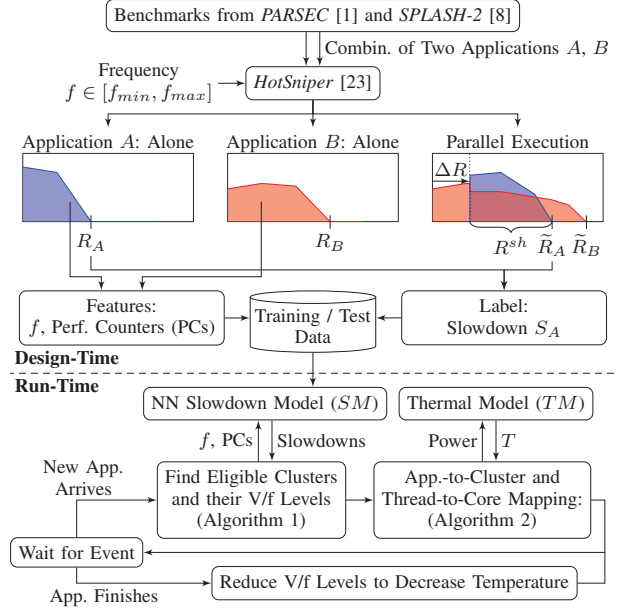 Benchmarks from PARSEC [1] and SPLASH-2 [8]
Combin. of Two Applications A, B
Frequency
f ∈ [f_min, f_max]
HotSniper [23]
Application A: Alone
Application B: Alone
Parallel Execution
ΔR
R_A
R_B
R^sh
R̃_A
R̃_B
Features:
f, Perf. Counters (PCs)
Training / Test
Data
Label:
Slowdown S_A
Design-Time
Run-Time
NN Slowdown Model (SM)
Thermal Model (TM)
f, PCs
Slowdowns
Power
T
New App.
Arrives
Find Eligible Clusters
and their V/f Levels
(Algorithm 1)
App.-to-Cluster and
Thread-to-Core Mapping:
(Algorithm 2)
Wait for Event
App. Finishes
Reduce V/f Levels to Decrease Temperature